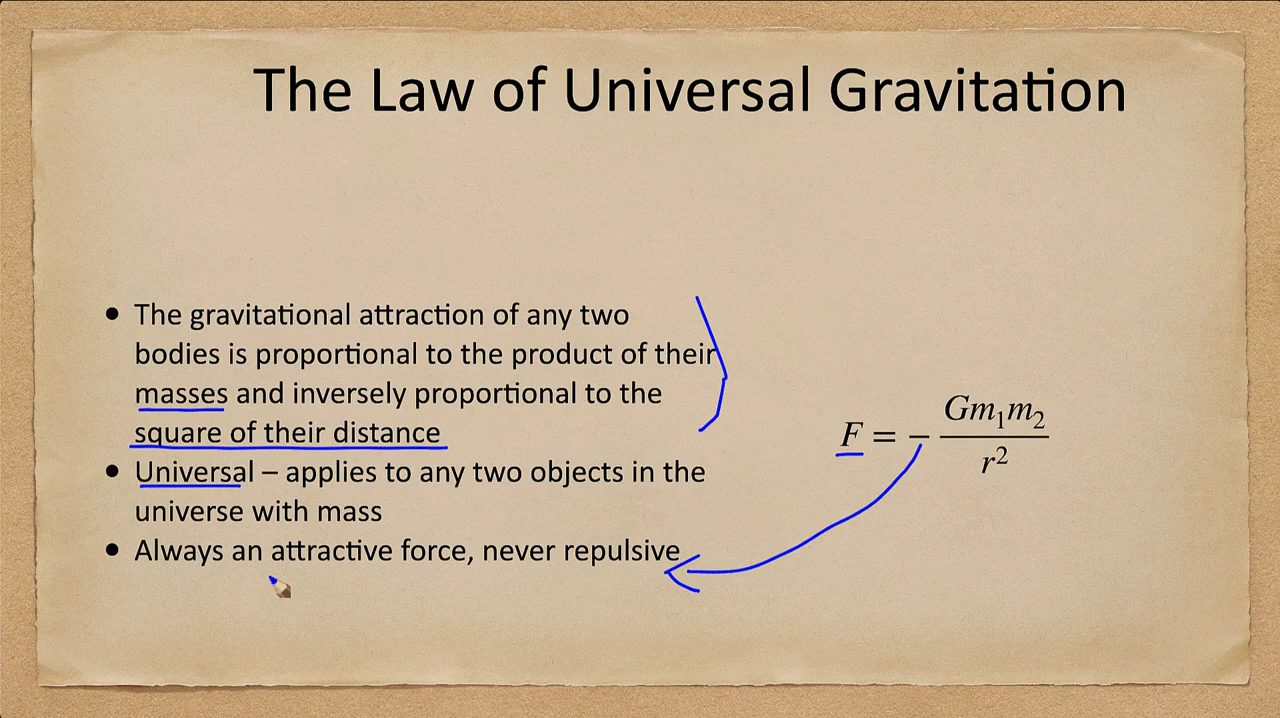 The Law of Universal Gravitation
• The gravitational attraction of any two
bodies is proportional to the product of their
masses and inversely proportional to the
square of their distance
• Universal – applies to any two objects in the
universe with mass
• Always an attractive force, never repulsive
F = − Gm₁m₂ / r²